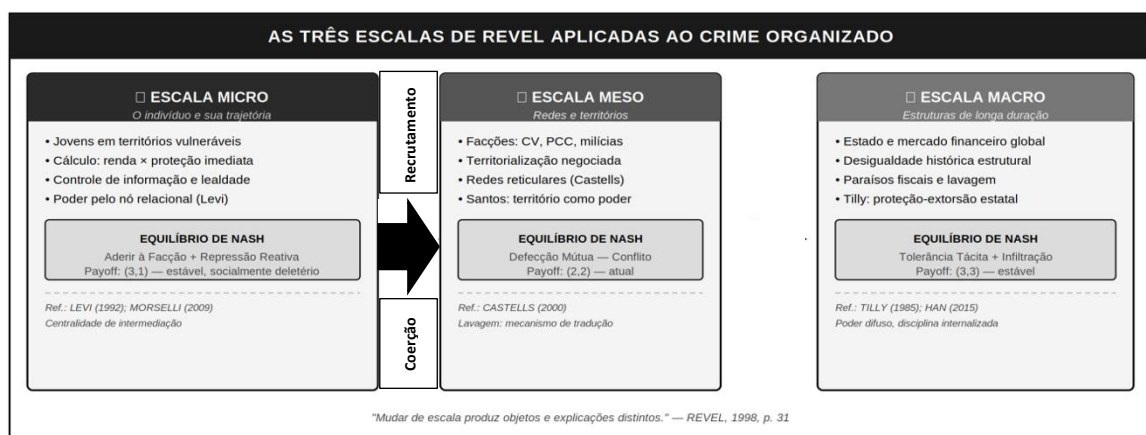 AS TRÊS ESCALAS DE REVEL APLICADAS AO CRIME ORGANIZADO
ESCALA MICRO
O indivíduo e sua trajetória
• Jovens em territórios vulneráveis
• Cálculo: renda × proteção imediata
• Controle de informação e lealdade
• Poder pelo nó relacional (Levi)
EQUILÍBRIO DE NASH
Aderir à Facção + Repressão Reativa
Payoff: (3,1) — estável, socialmente deletério
Ref.: LEVI (1992); MORSELLI (2009)
Centralidade de intermediação
Recrutamento
Coerção
ESCALA MESO
Redes e territórios
• Facções: CV, PCC, milícias
• Territorialização negociada
• Redes reticulares (Castells)
• Santos: território como poder
EQUILÍBRIO DE NASH
Defecção Mútua — Conflito
Payoff: (2,2) — atual
Ref.: CASTELLS (2000)
Lavagem: mecanismo de tradução
ESCALA MACRO
Estruturas de longa duração
• Estado e mercado financeiro global
• Desigualdade histórica estrutural
• Paraísos fiscais e lavagem
• Tilly: proteção-extorsão estatal
EQUILÍBRIO DE NASH
Tolerância Tácita + Infiltração
Payoff: (3,3) — estável
Ref.: TILLY (1985); HAN (2015)
Poder difuso, disciplina internalizada
"Mudar de escala produz objetos e explicações distintos." — REVEL, 1998, p. 31